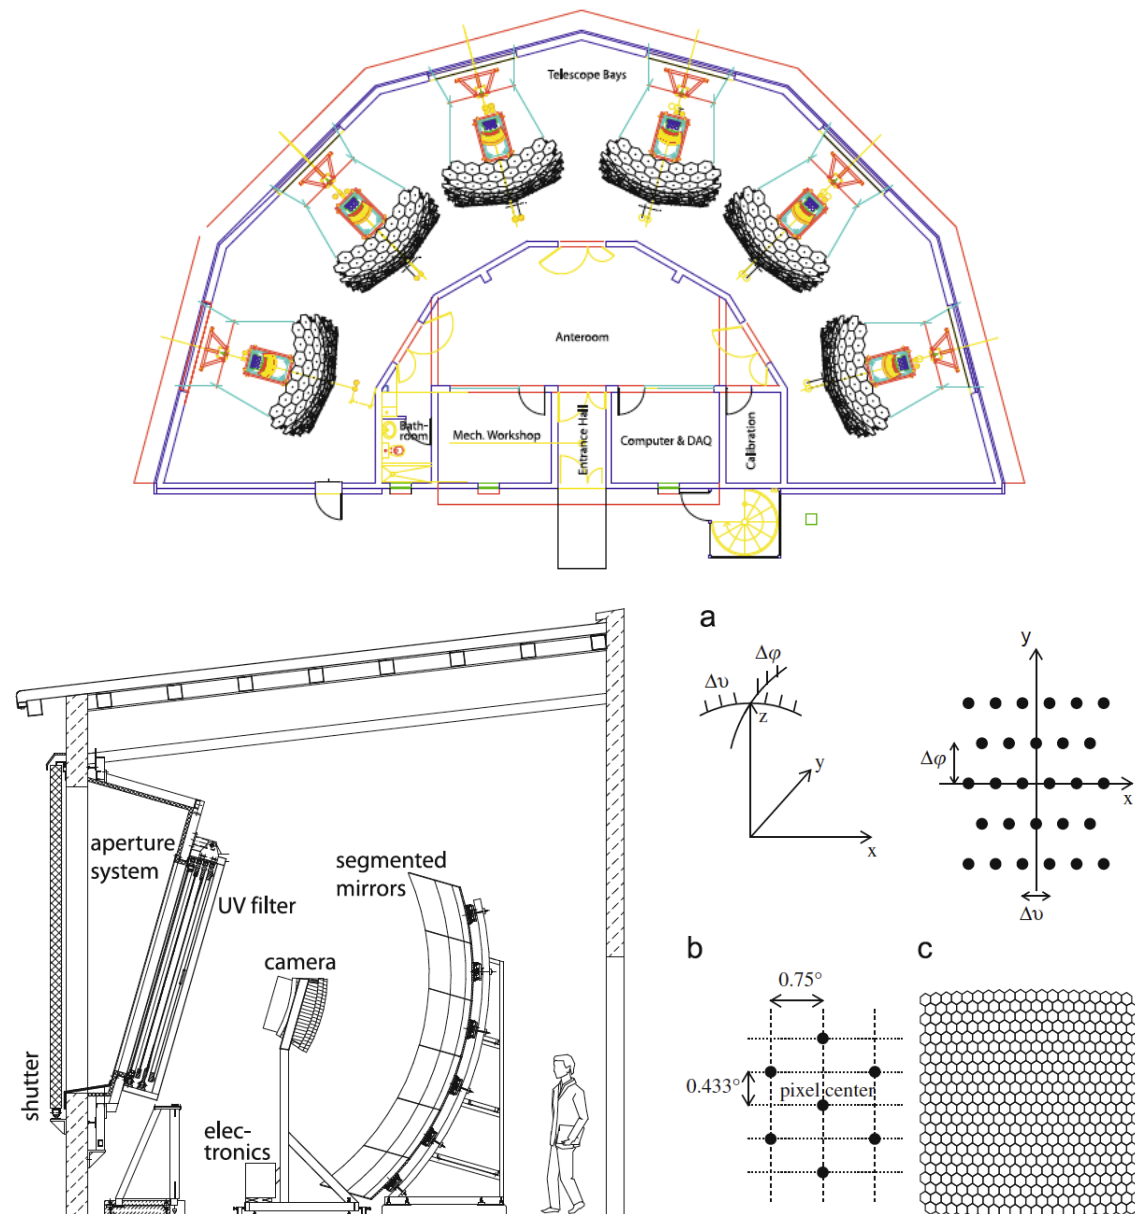 Telescope Bays
Anteroom
Bath-
room
Mech. Workshop
Entrance Hall
Computer & DAQ
Calibration
aperture
system
UV filter
segmented
mirrors
camera
shutter
elec-
tronics
a
Δφ
Δυ
z
y
x
y
Δφ
x
Δυ
b
0.75°
0.433°
pixel center
c